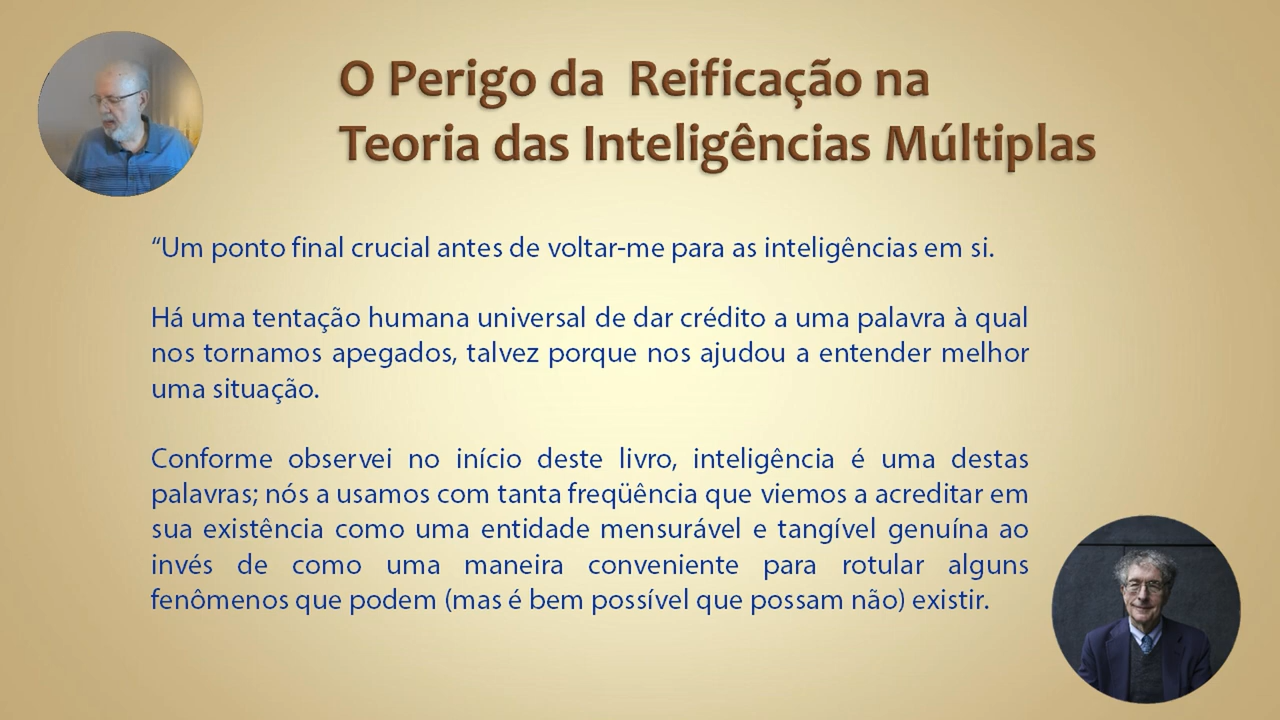 O Perigo da Reificação na
Teoria das Inteligências Múltiplas
“Um ponto final crucial antes de voltar-me para as inteligências em si.
Há uma tentação humana universal de dar crédito a uma palavra à qual
nos tornamos apegados, talvez porque nos ajudou a entender melhor
uma situação.
Conforme observei no início deste livro, inteligência é uma destas
palavras; nós a usamos com tanta freqüência que viemos a acreditar em
sua existência como uma entidade mensurável e tangível genuína ao
invés de como uma maneira conveniente para rotular alguns
fenômenos que podem (mas é bem possível que possam não) existir.